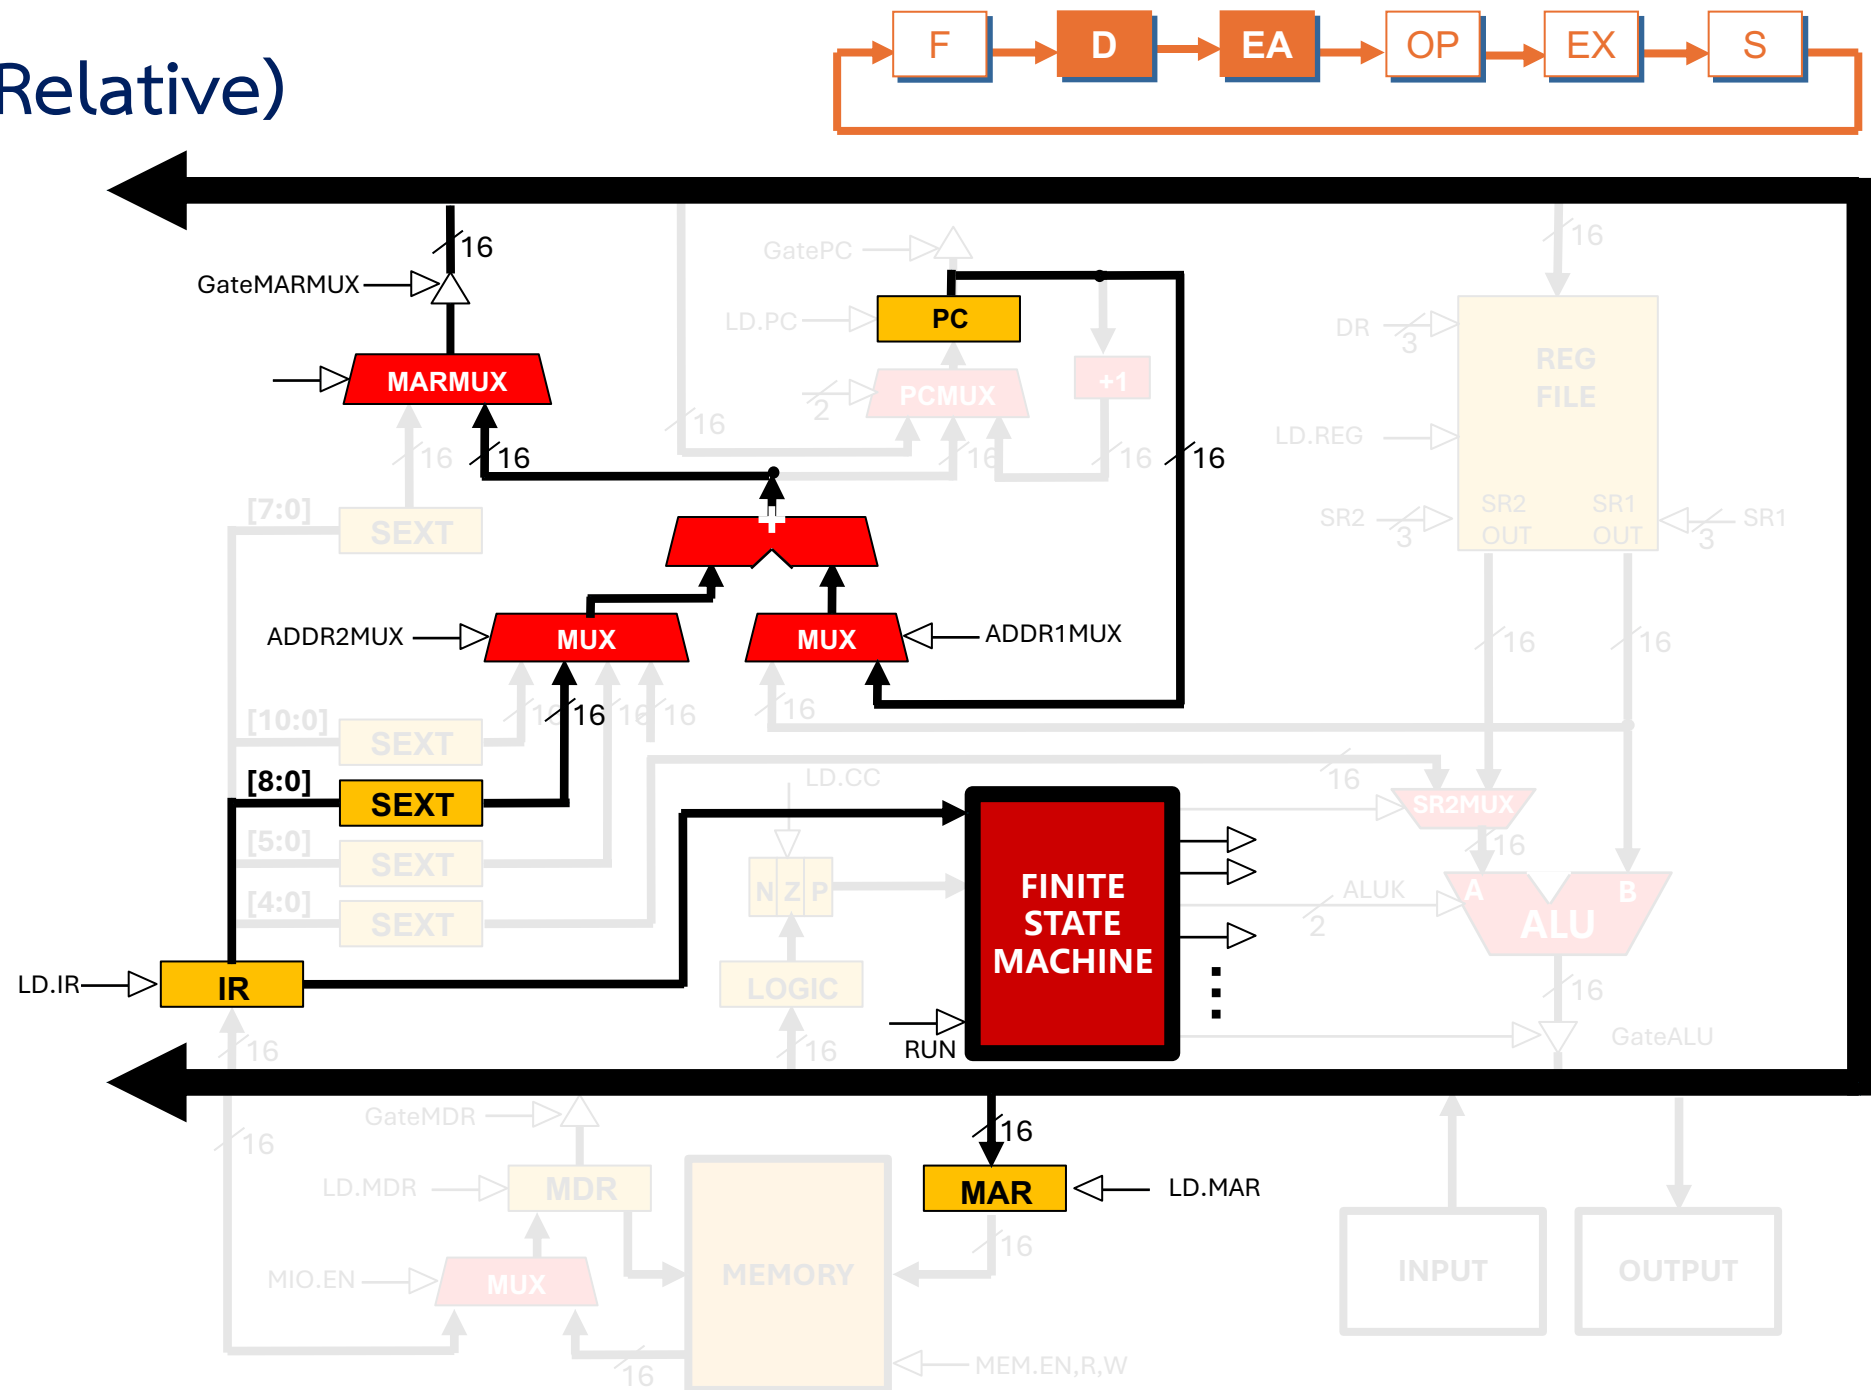 Relative)
F D EA OP EX S
16
GateMARMUX
GatePC
16
LD.PC
PC
DR
3
REG
FILE
MARMUX
2
PCMUX
+1
16
16
16
16
16
16
LD.REG
[7:0]
SEXT
SR2
3
SR2
OUT
SR1
OUT
3
SR1
+
ADDR2MUX
MUX
MUX
ADDR1MUX
16
16
16
16
16
16
16
[10:0]
SEXT
[8:0]
SEXT
LD.CC
16
SR2MUX
[5:0]
SEXT
16
N Z P
FINITE
STATE
MACHINE
ALUK
2
A
B
ALU
[4:0]
SEXT
LD.IR
IR
LOGIC
16
RUN
16
16
GateALU
GateMDR
16
16
LD.MDR
MDR
MAR
LD.MAR
16
MIO.EN
MUX
MEMORY
INPUT
OUTPUT
16
MEM.EN,R,W